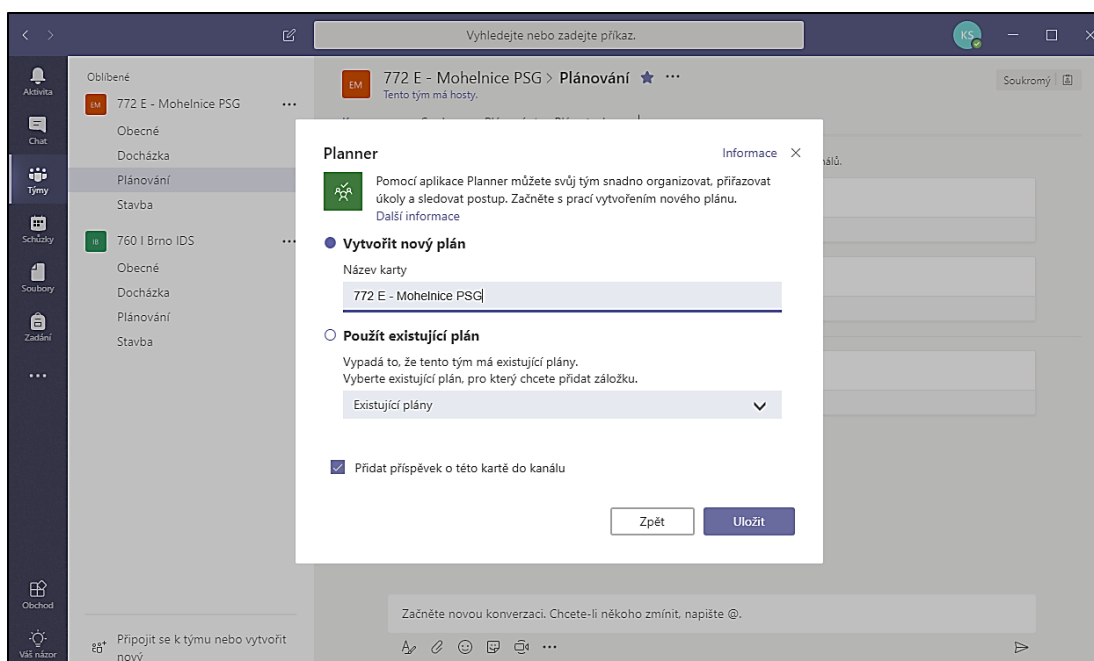 Vyhledejte nebo zadejte příkaz.
KS
Aktivita
Chat
Týmy
Schůzky
Soubory
Zadání
Obchod
Váš názor
Oblíbené
EM 772 E - Mohelnice PSG
Obecné
Docházka
Plánování
Stavba
IB 760 I Brno IDS
Obecné
Docházka
Plánování
Stavba
Připojit se k týmu nebo vytvořit
nový
EM 772 E - Mohelnice PSG > Plánování
Tento tým má hosty.
Soukromý
Planner
Informace
Pomocí aplikace Planner můžete svůj tým snadno organizovat, přiřazovat
úkoly a sledovat postup. Začněte s prací vytvořením nového plánu.
Další informace
Vytvořit nový plán
Název karty
772 E - Mohelnice PSG
Použít existující plán
Vypadá to, že tento tým má existující plány.
Vyberte existující plán, pro který chcete přidat záložku.
Existující plány
Přidat příspěvek o této kartě do kanálu
Zpět
Uložit
Začněte novou konverzaci. Chcete-li někoho zmínit, napište @.